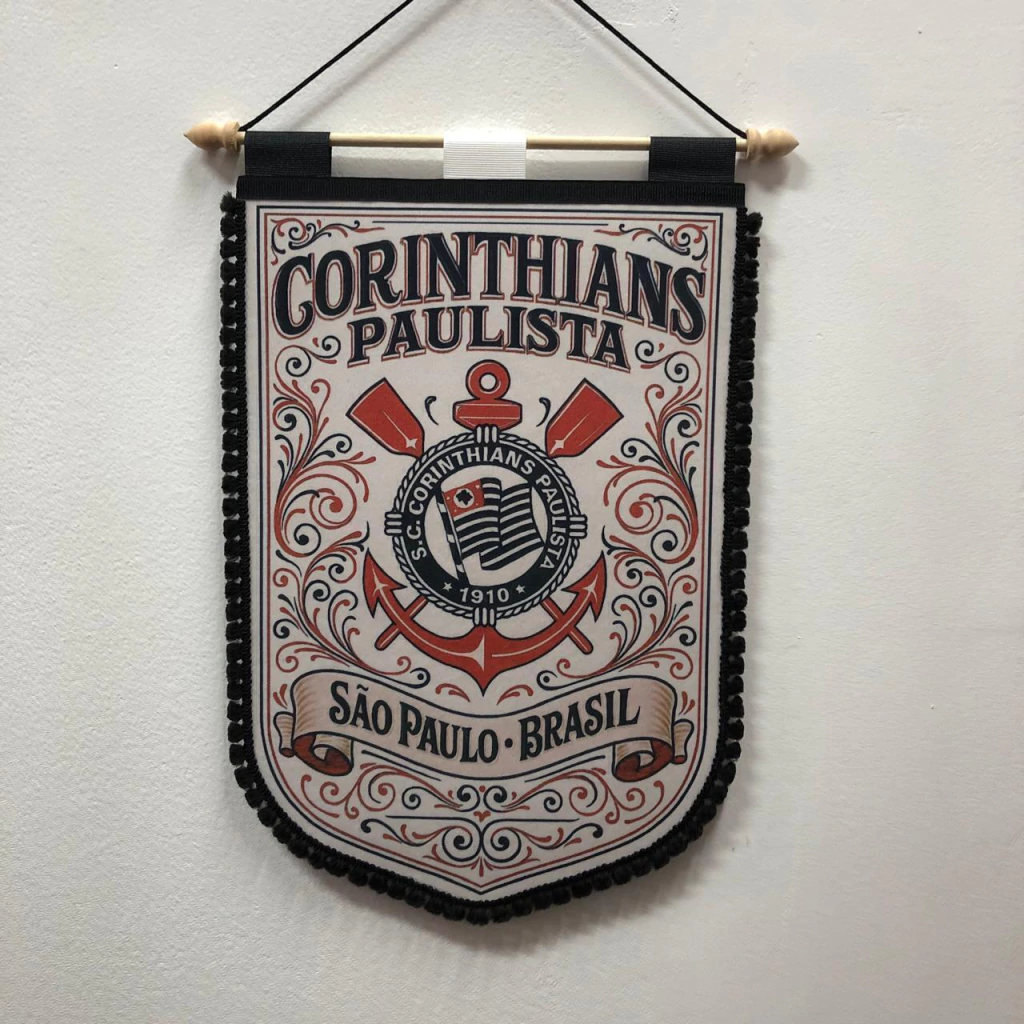 CORINTHIANS
PAULISTA
S.C. CORINTHIANS PAULISTA
★ 1910 ★
SÃO PAULO · BRASIL